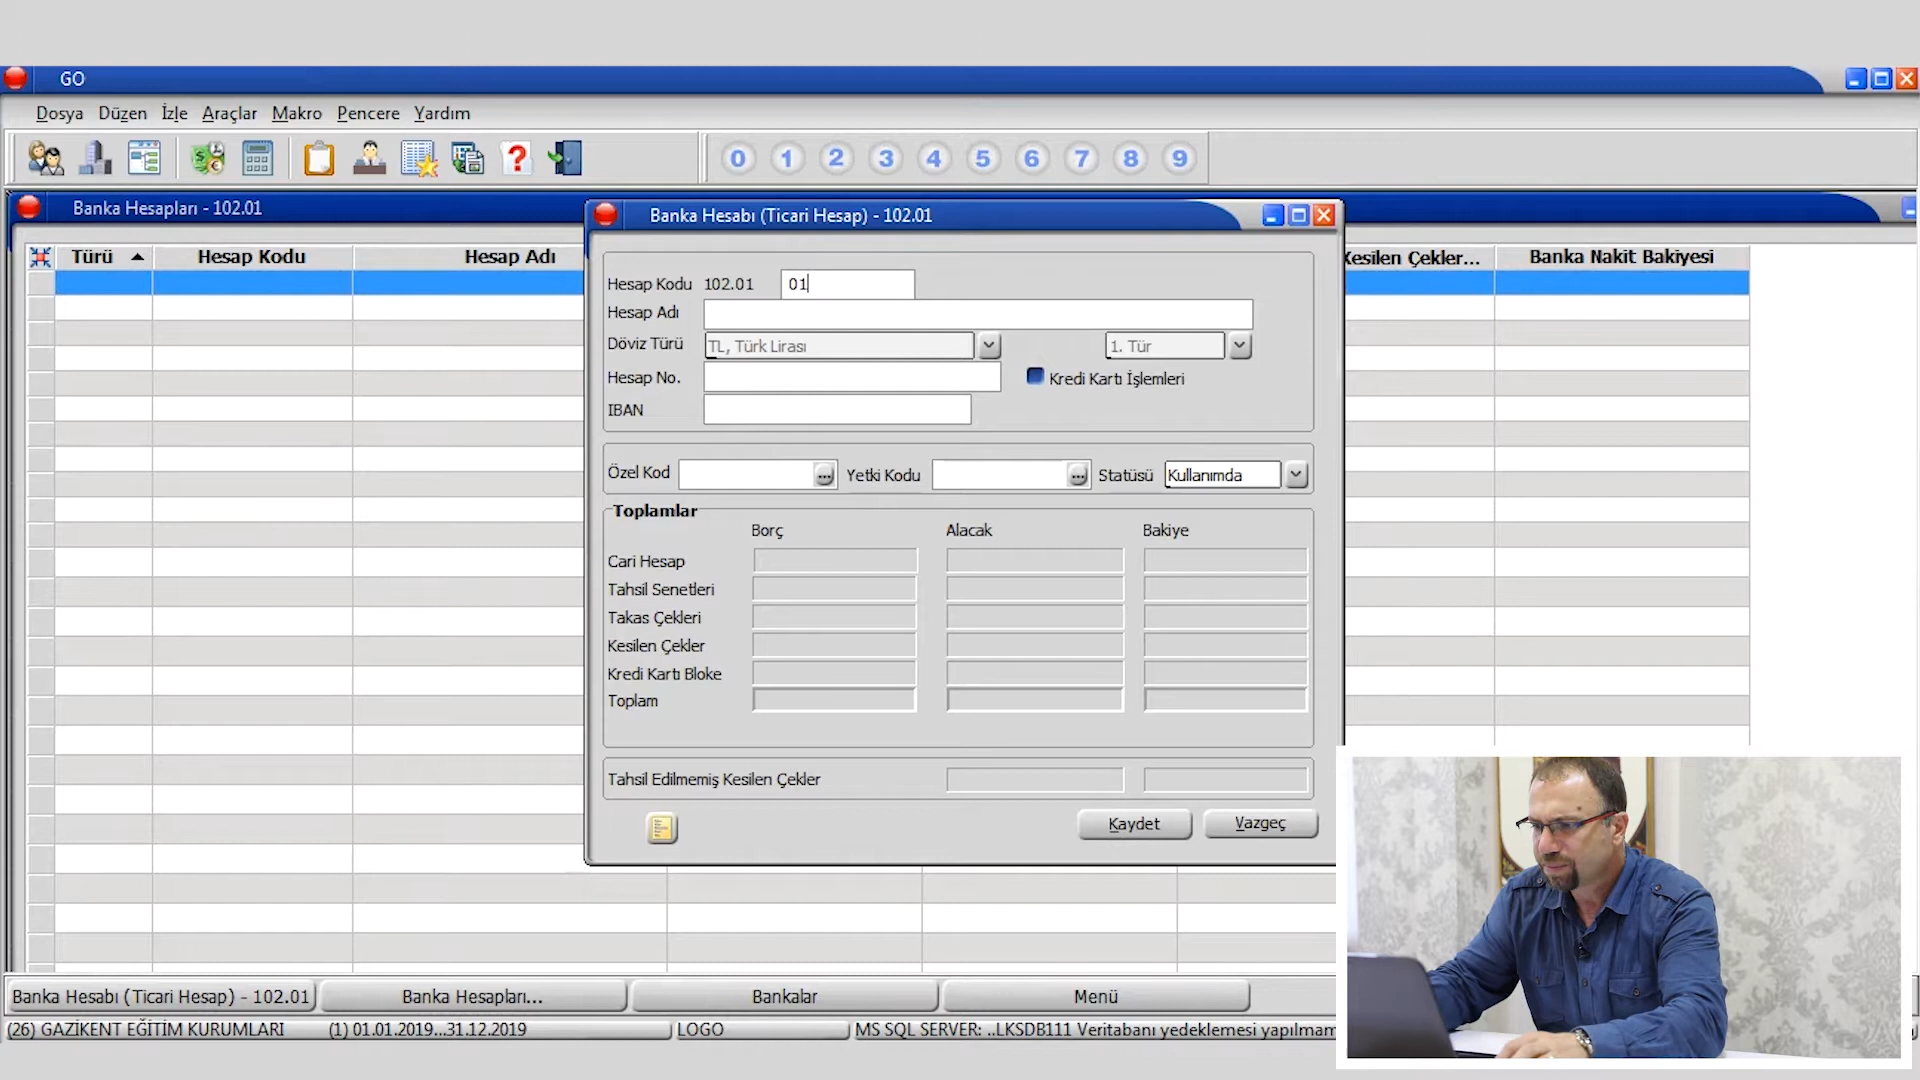 GO
Dosya Düzen İzle Araçlar Makro Pencere Yardım
0 1 2 3 4 5 6 7 8 9
Banka Hesapları - 102.01
Türü Hesap Kodu Hesap Adı Kesilen Çekler... Banka Nakit Bakiyesi
Banka Hesabı (Ticari Hesap) - 102.01
Hesap Kodu 102.01 01
Hesap Adı
Döviz Türü TL, Türk Lirası 1. Tür
Hesap No. Kredi Kartı İşlemleri
IBAN
Özel Kod ... Yetki Kodu ... Statüsü Kullanımda
Toplamlar
Borç Alacak Bakiye
Cari Hesap
Tahsil Senetleri
Takas Çekleri
Kesilen Çekler
Kredi Kartı Bloke
Toplam
Tahsil Edilmemiş Kesilen Çekler
Kaydet Vazgeç
Banka Hesabı (Ticari Hesap) - 102.01 Banka Hesapları... Bankalar Menü
(26) GAZİKENT EĞİTİM KURUMLARI (1) 01.01.2019...31.12.2019 LOGO MS SQL SERVER: ..LKSDB111 Veritabanı yedeklemesi yapılmam